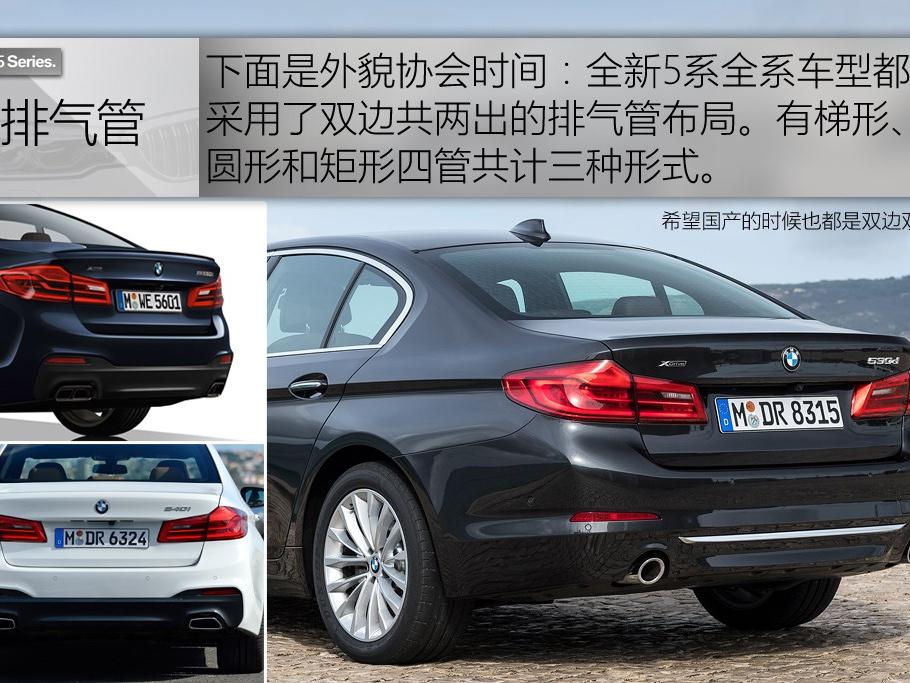 5 Series.
排气管
下面是外貌协会时间：全新5系全系车型都
采用了双边共两出的排气管布局。有梯形、
圆形和矩形四管共计三种形式。
希望国产的时候也都是双边双
M WE 5601
540i
M DR 6324
xDrive
530d
M DR 8315